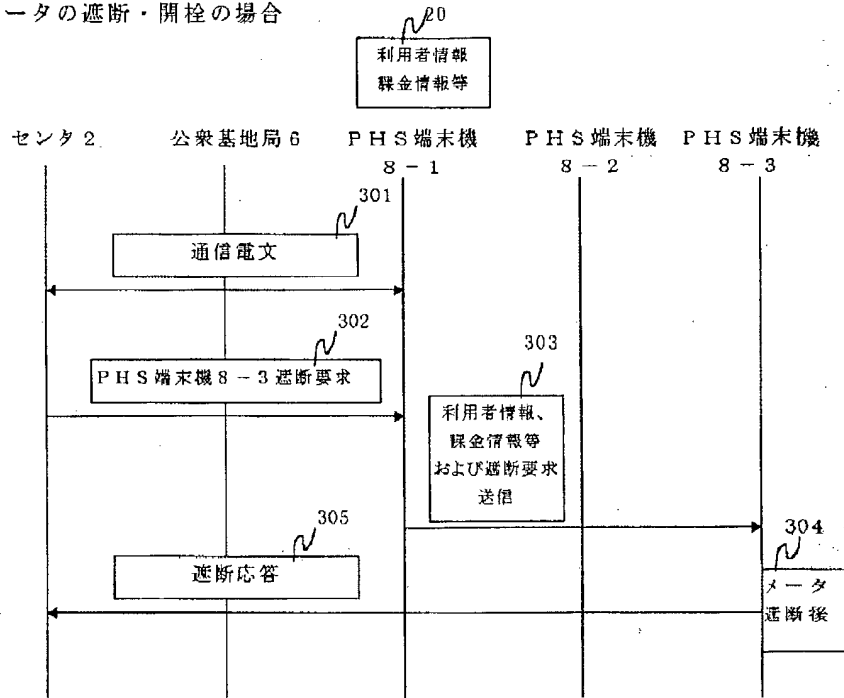 ータの遮断・開栓の場合
20
利用者情報
課金情報等
センタ2
公衆基地局6
PHS端末機
8-1
PHS端末機
8-2
PHS端末機
8-3
301
通信電文
302
PHS端末機8-3遮断要求
303
利用者情報、
課金情報等
および遮断要求
送信
305
遮断応答
304
メータ
遮断後